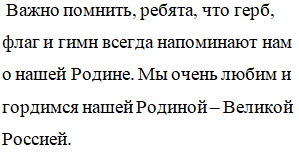 Важно помнить, ребята, что герб,
флаг и гимн всегда напоминают нам
о нашей Родине. Мы очень любим и
гордимся нашей Родиной – Великой
Россией.